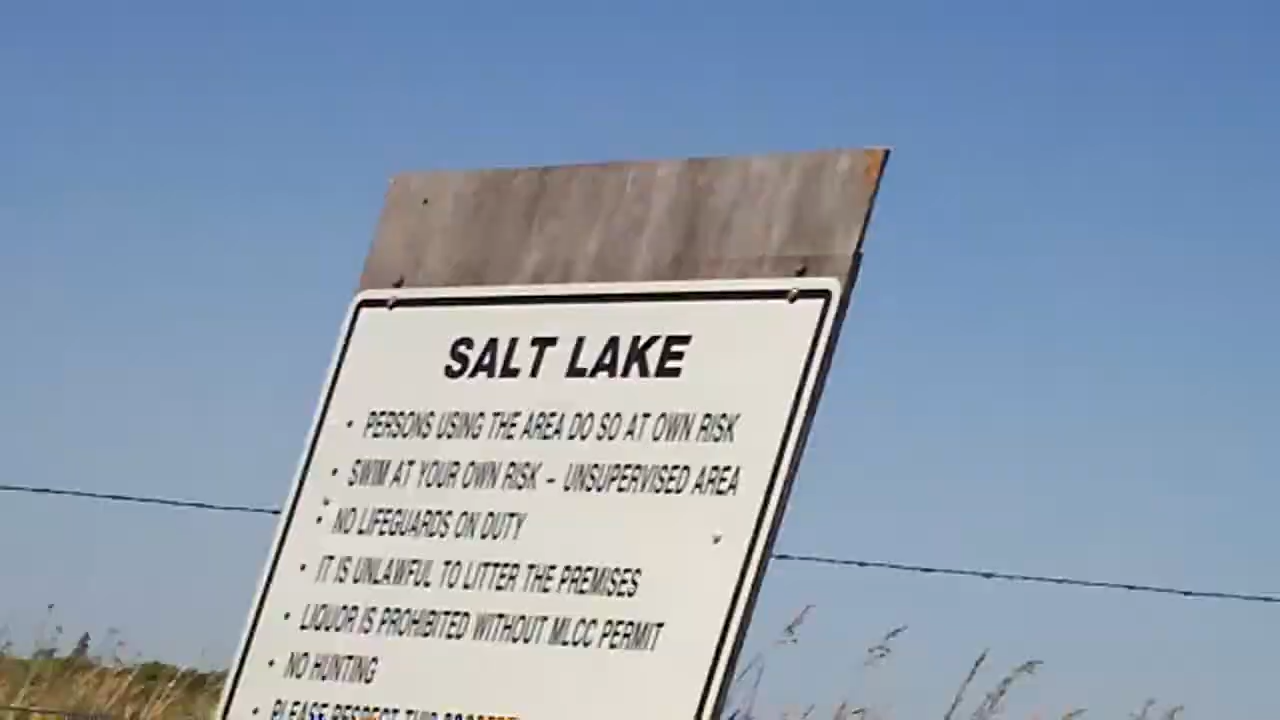 SALT LAKE
• PERSONS USING THE AREA DO SO AT OWN RISK
• SWIM AT YOUR OWN RISK – UNSUPERVISED AREA
• NO LIFEGUARDS ON DUTY
• IT IS UNLAWFUL TO LITTER THE PREMISES
• LIQUOR IS PROHIBITED WITHOUT MLCC PERMIT
• NO HUNTING
• PLEASE RESPECT THIS